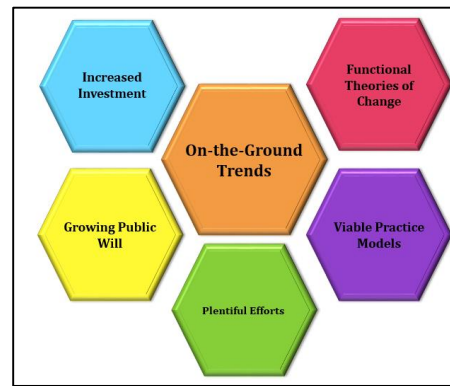 Increased
Investment
Functional
Theories of
Change
On-the-Ground
Trends
Growing Public
Will
Viable Practice
Models
Plentiful Efforts